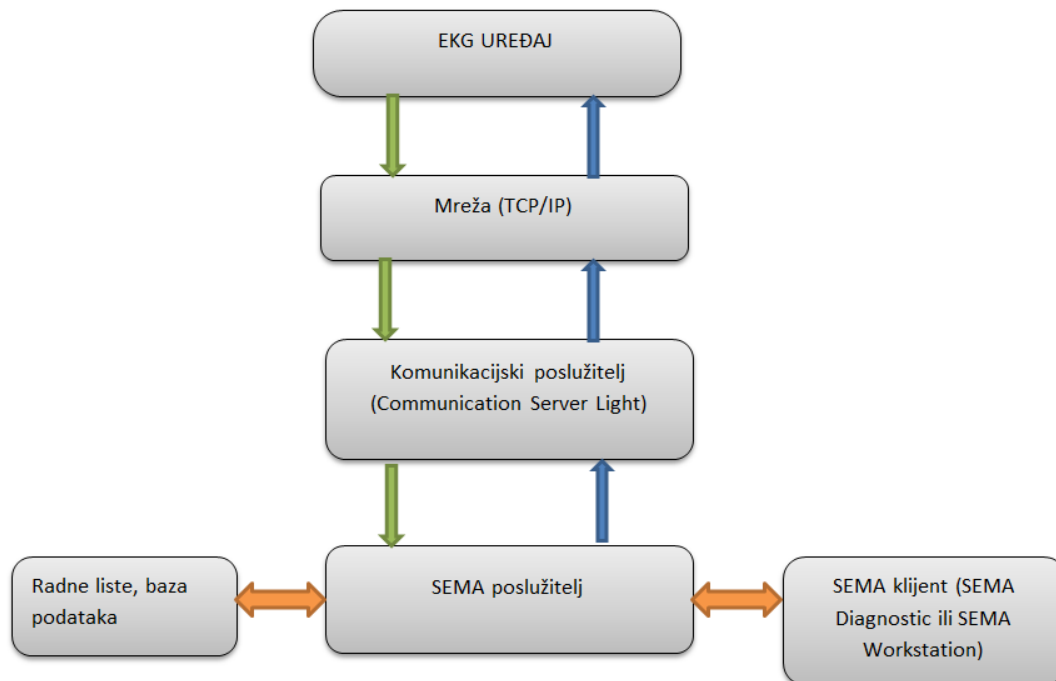 EKG UREĐAJ
Mreža (TCP/IP)
Komunikacijski poslužitelj
(Communication Server Light)
Radne liste, baza
podataka
SEMA poslužitelj
SEMA klijent (SEMA
Diagnostic ili SEMA
Workstation)